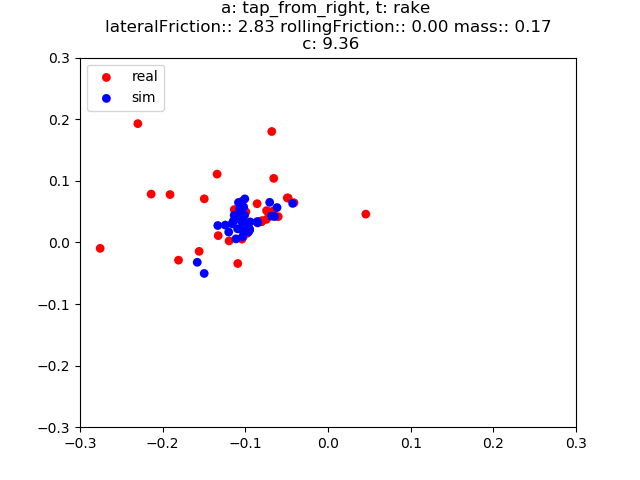 a: tap_from_right, t: rake
lateralFriction:: 2.83 rollingFriction:: 0.00 mass:: 0.17
c: 9.36
real
sim
0.3
0.2
0.1
0.0
−0.1
−0.2
−0.3
−0.3 −0.2 −0.1 0.0 0.1 0.2 0.3